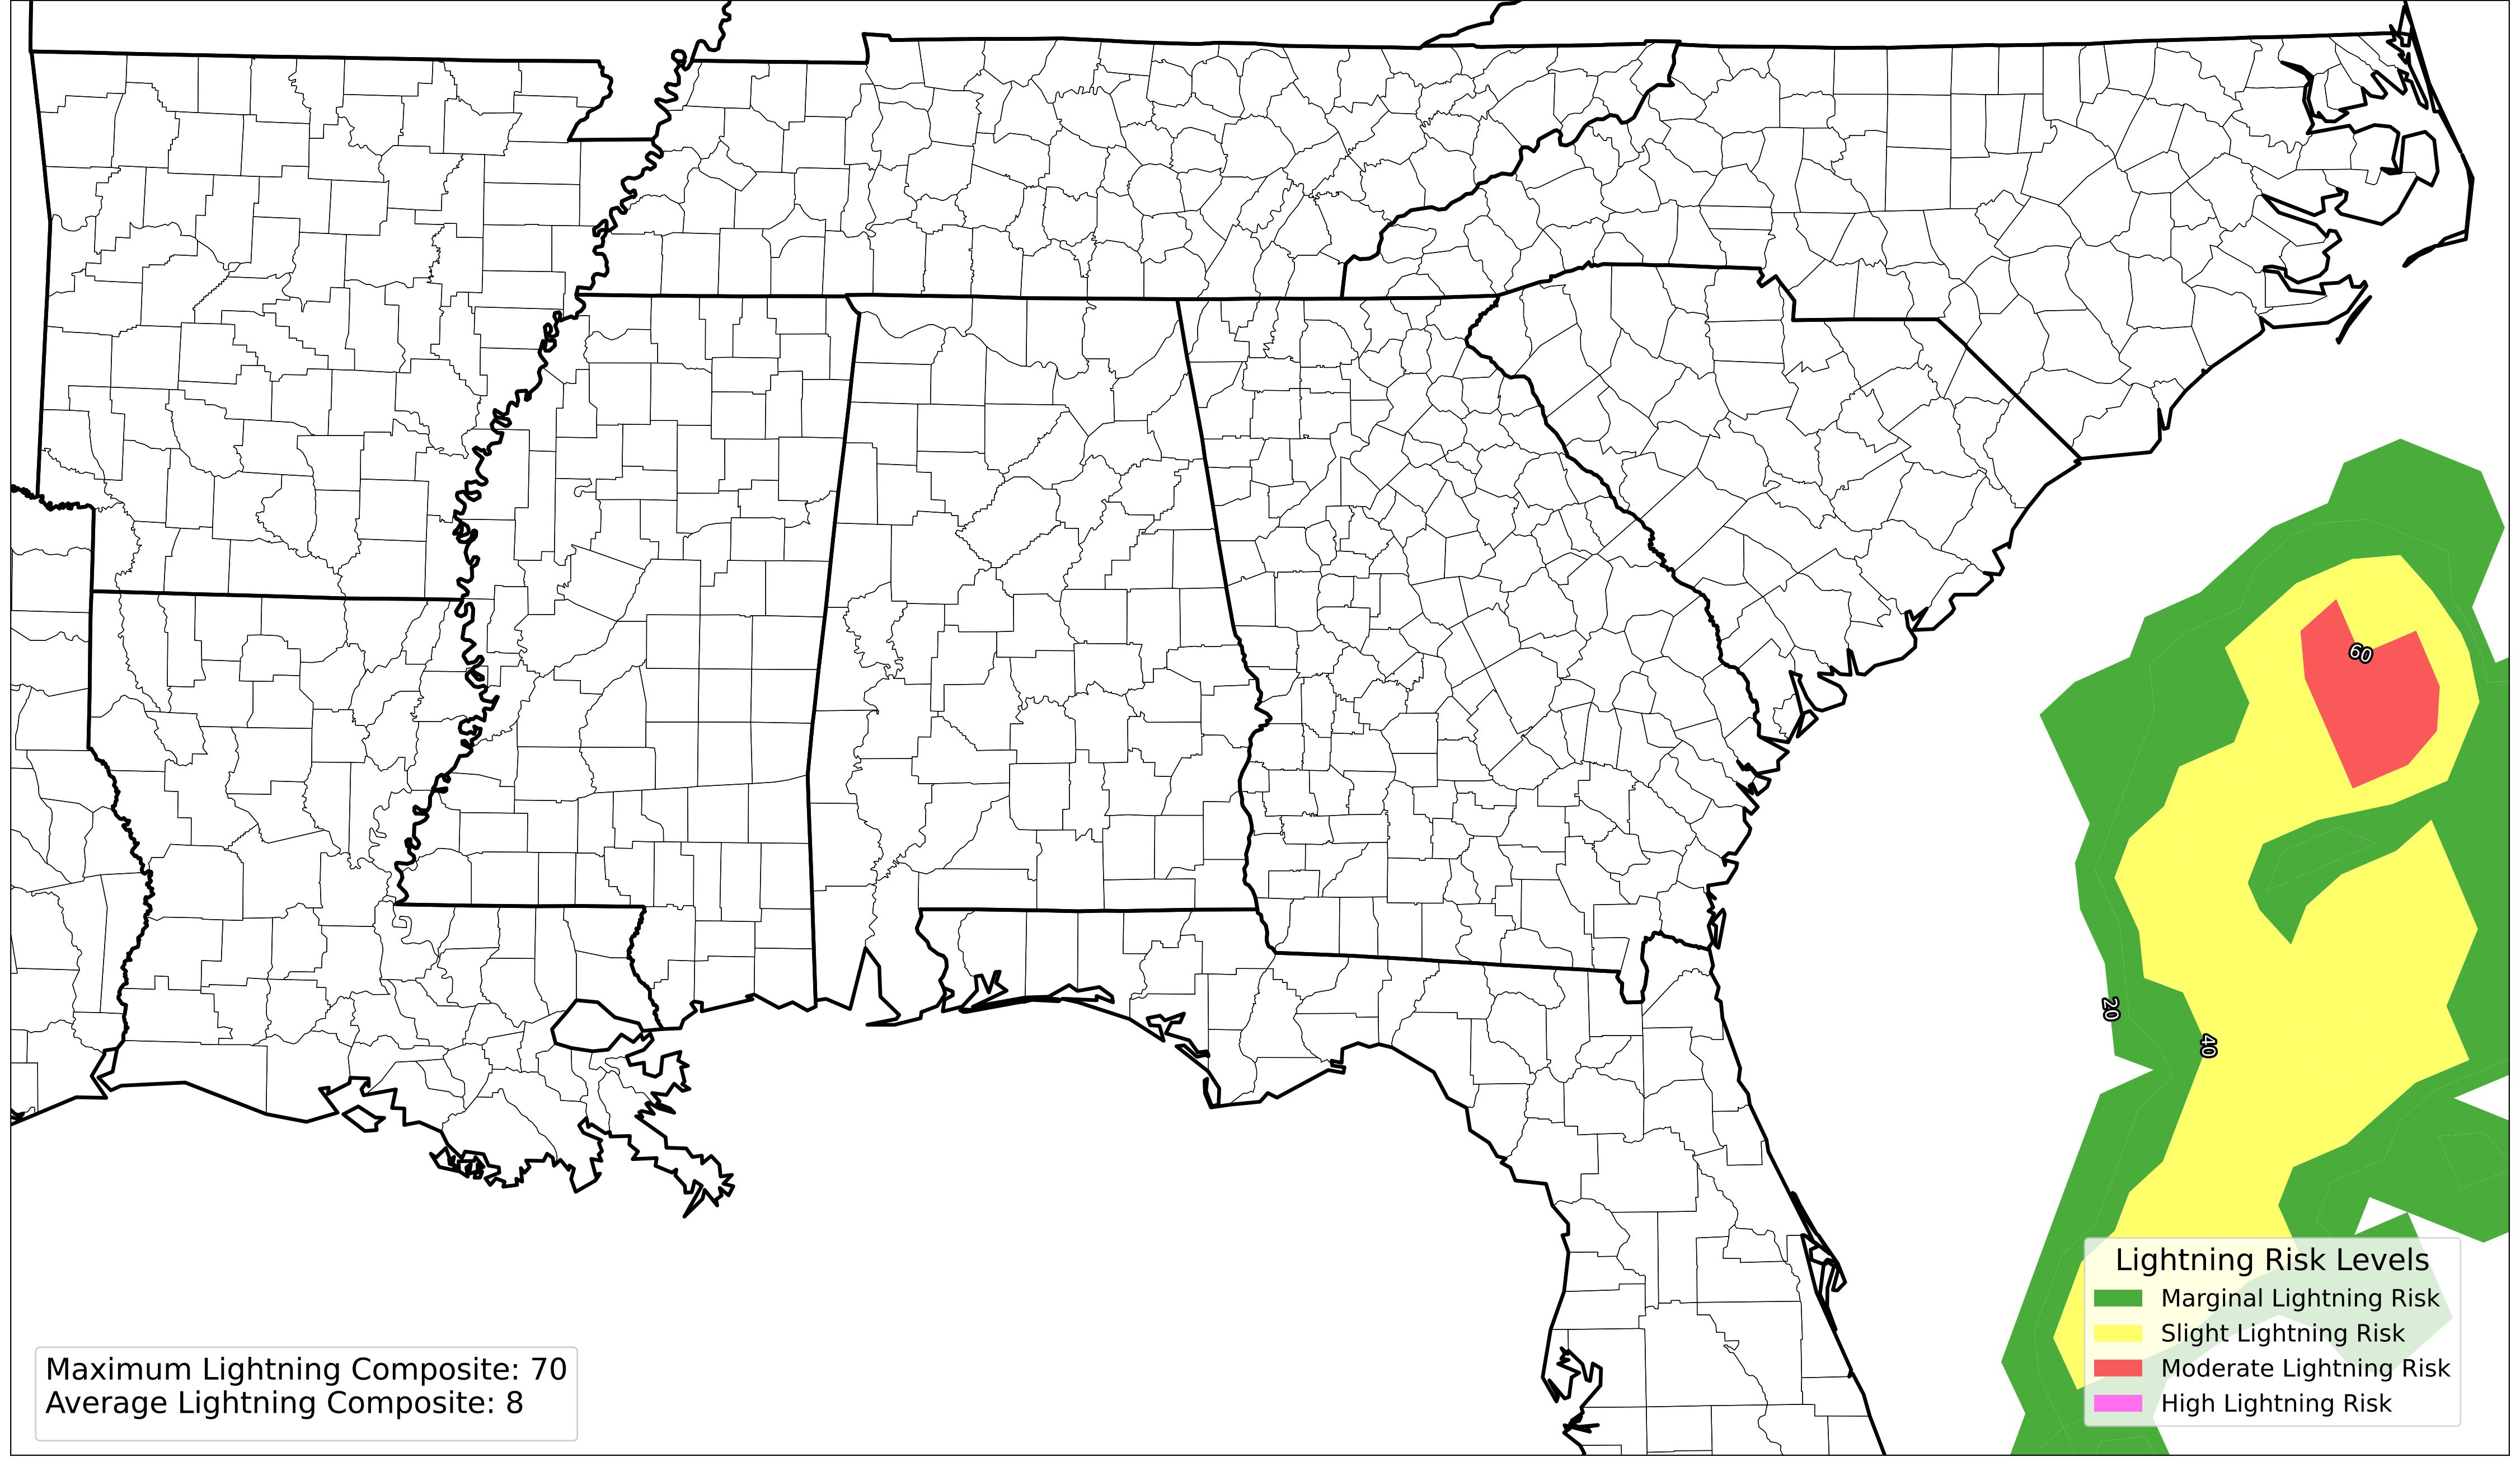 60
20
40
Lightning Risk Levels
Marginal Lightning Risk
Slight Lightning Risk
Moderate Lightning Risk
High Lightning Risk
Maximum Lightning Composite: 70
Average Lightning Composite: 8